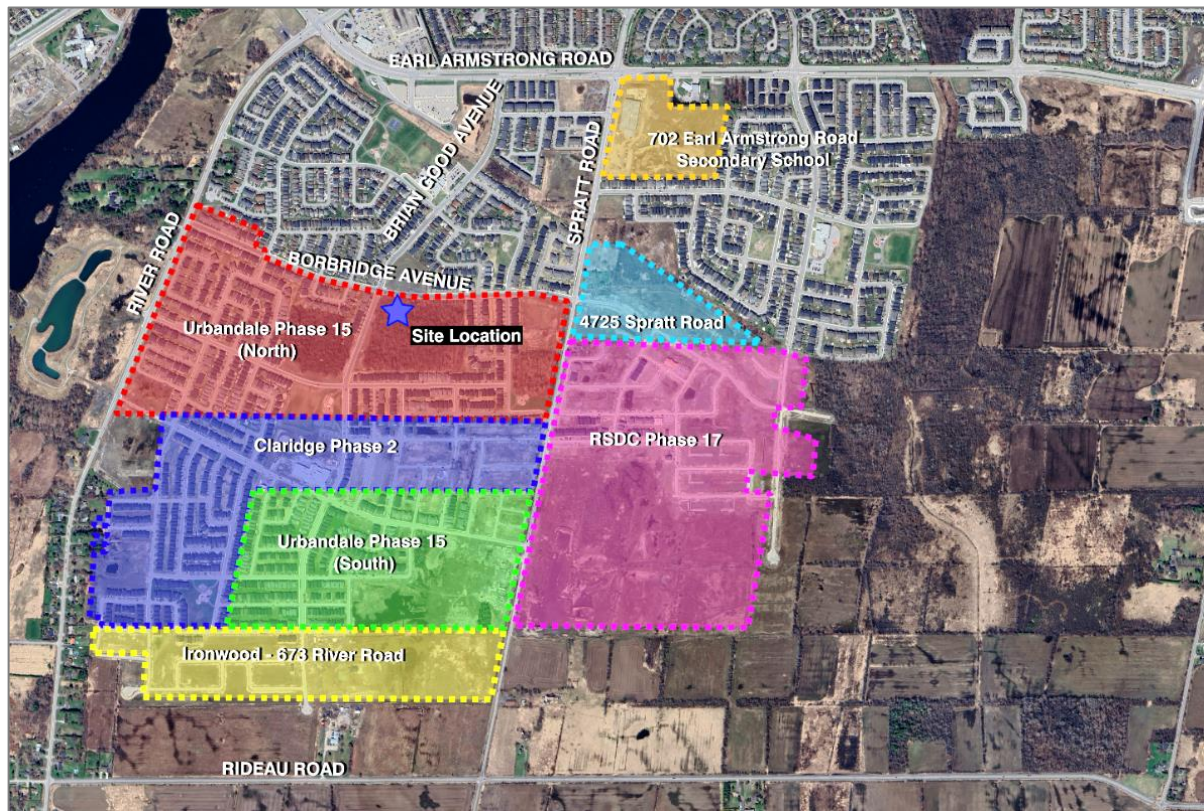 EARL ARMSTRONG ROAD
BRIAN GOOD AVENUE
SPRATT ROAD
702 Earl Armstrong Road
Secondary School
RIVER ROAD
BORBRIDGE AVENUE
Urbandale Phase 15
(North)
Site Location
4725 Spratt Road
Claridge Phase 2
RSDC Phase 17
Urbandale Phase 15
(South)
Ironwood - 673 River Road
RIDEAU ROAD